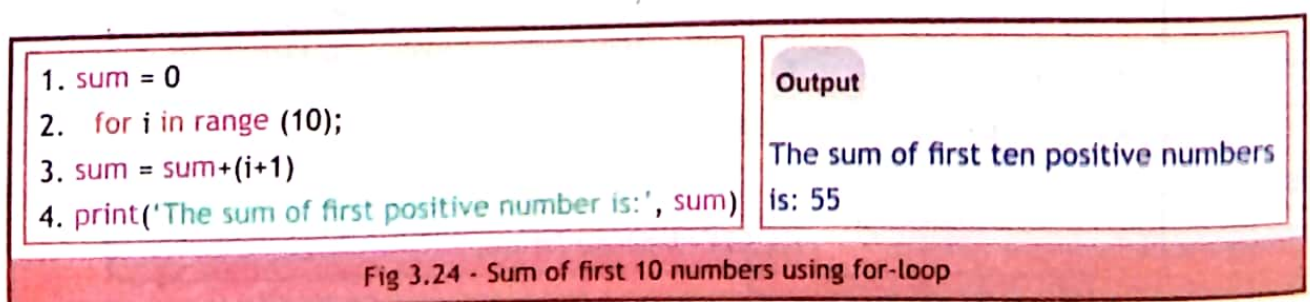 1. sum = 0
2. for i in range (10);
3. sum = sum+(i+1)
4. print('The sum of first positive number is:', sum)
Output
The sum of first ten positive numbers
is: 55
Fig 3.24 - Sum of first 10 numbers using for-loop